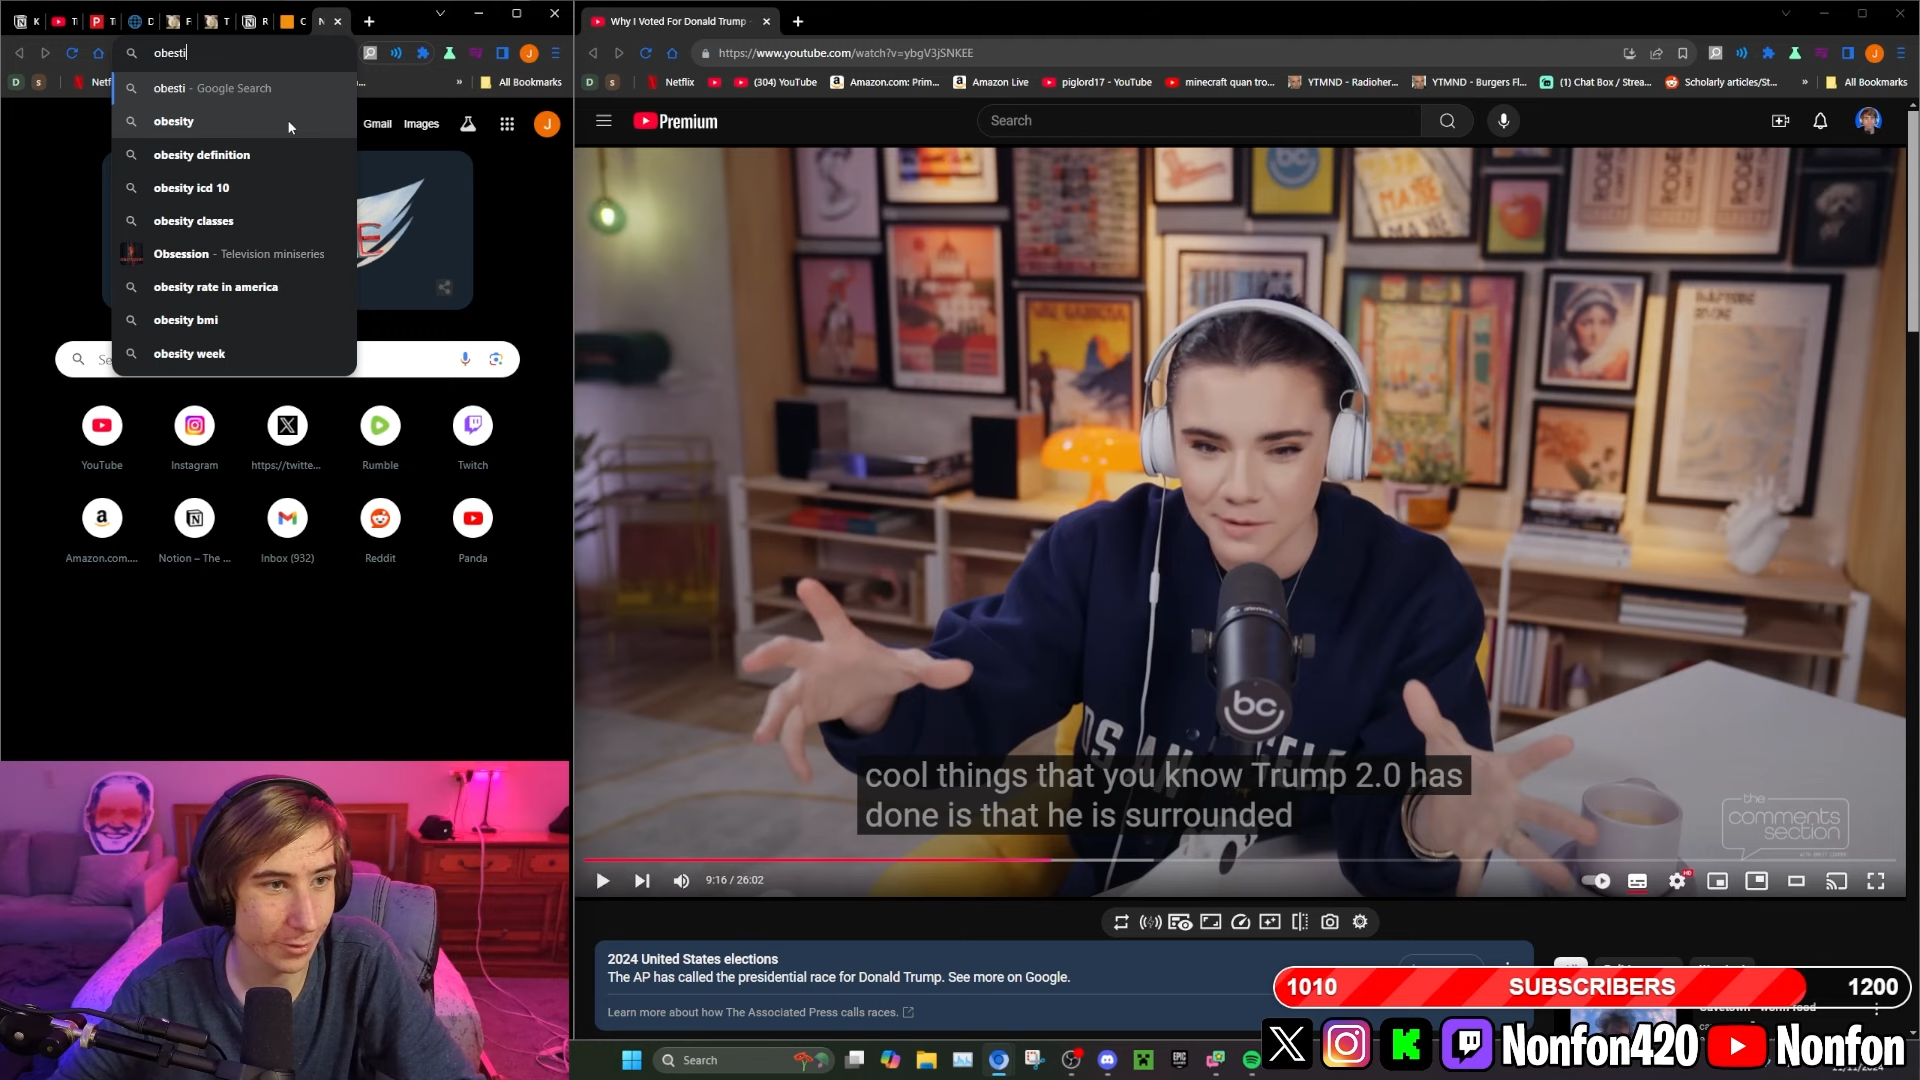 obesti
Netf
All Bookmarks
obesti - Google Search
obesity
obesity definition
obesity icd 10
obesity classes
Obsession - Television miniseries
obesity rate in america
obesity bmi
obesity week
Gmail
Images
J
YouTube
Instagram
https://twitte...
Rumble
Twitch
Amazon.com....
Notion – The ...
Inbox (932)
Reddit
Panda
Why I Voted For Donald Trump
https://www.youtube.com/watch?v=ybgV3jSNKEE
D
S
Netflix
(304) YouTube
Amazon.com: Prim...
Amazon Live
piglord17 - YouTube
minecraft quan tro...
YTMND - Radioher...
YTMND - Burgers Fl...
(1) Chat Box / Strea...
Scholarly articles/St...
All Bookmarks
Premium
Search
bc
cool things that you know Trump 2.0 has
done is that he is surrounded
the
comments
section
9:16 / 26:02
2024 United States elections
The AP has called the presidential race for Donald Trump. See more on Google.
Learn more about how The Associated Press calls races.
1010
SUBSCRIBERS
1200
Search
Nonfon420
Nonfon